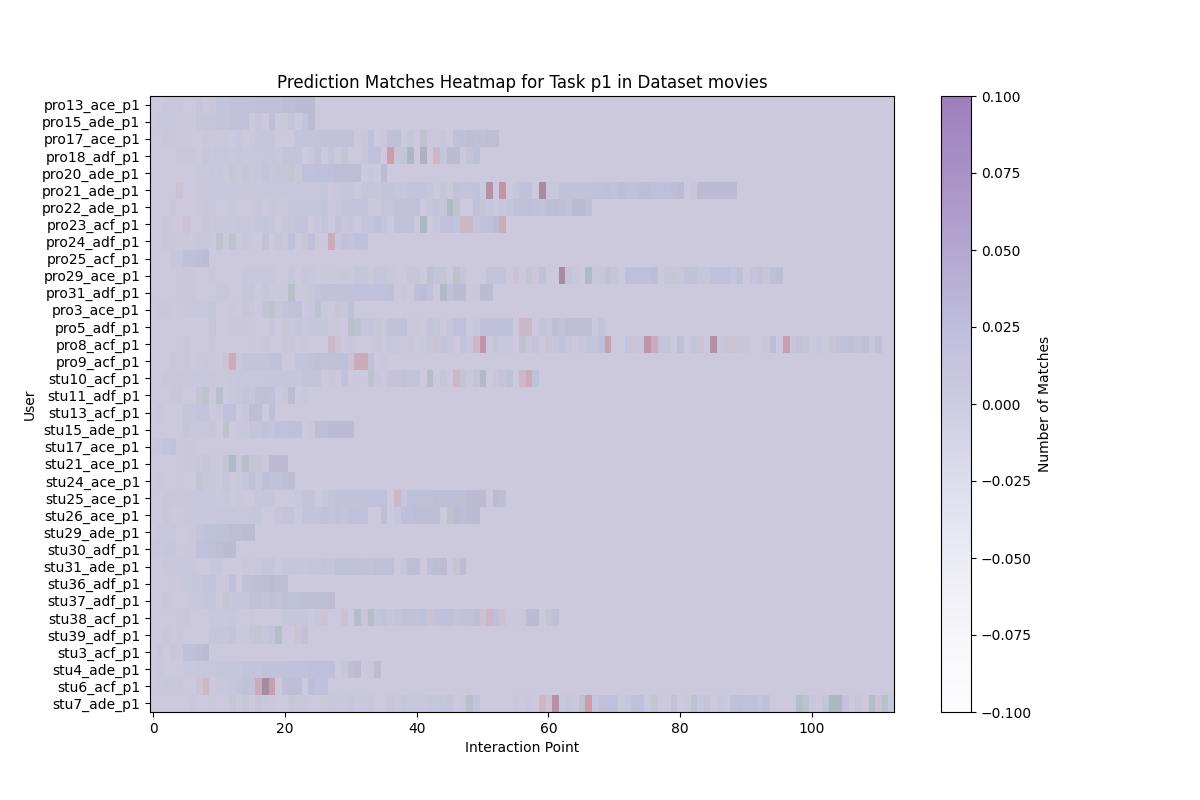 Prediction Matches Heatmap for Task p1 in Dataset movies
User
pro13_ace_p1
pro15_ade_p1
pro17_ace_p1
pro18_adf_p1
pro20_ade_p1
pro21_ade_p1
pro22_ade_p1
pro23_acf_p1
pro24_adf_p1
pro25_acf_p1
pro29_ace_p1
pro31_adf_p1
pro3_ace_p1
pro5_adf_p1
pro8_acf_p1
pro9_acf_p1
stu10_acf_p1
stu11_adf_p1
stu13_acf_p1
stu15_ade_p1
stu17_ace_p1
stu21_ace_p1
stu24_ace_p1
stu25_ace_p1
stu26_ace_p1
stu29_ade_p1
stu30_adf_p1
stu31_ade_p1
stu36_adf_p1
stu37_adf_p1
stu38_acf_p1
stu39_adf_p1
stu3_acf_p1
stu4_ade_p1
stu6_acf_p1
stu7_ade_p1
0 20 40 60 80 100
Interaction Point
0.100
0.075
0.050
0.025
0.000
−0.025
−0.050
−0.075
−0.100
Number of Matches